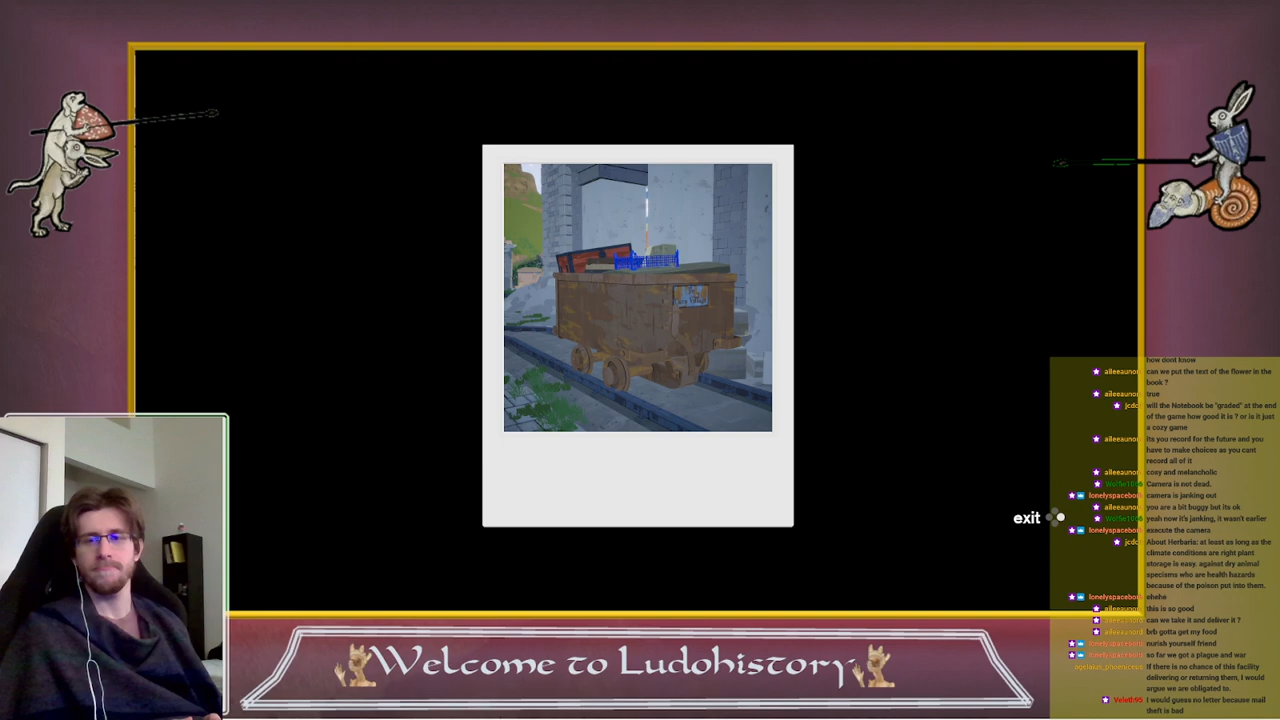 exit
how dont know
can we put the text of the flower in the
book ?
true
will the Notebook be "graded" at the end
of the game how good it is ? or is it just
a cozy game
its you record for the future and you
have to make choices as you cant
record all of it
cosy and melancholic
Camera is not dead.
camera is janking out
you are a bit buggy but its ok
yeah now it's janking, it wasn't earlier
execute the camera
About Herbaria: at least as long as the
climate conditions are right plant
storage is easy. against dry animal
specisms who are health hazards
because of the poison put into them.
ehehe
this is so good
can we take it and deliver it ?
brb gotta get my food
nurish yourself friend
so far we got a plague and war
If there is no chance of this facility
delivering or returning them, I would
argue we are obligated to.
Veleth90 I would guess no letter because mail
theft is bad
Welcome to Ludohistory